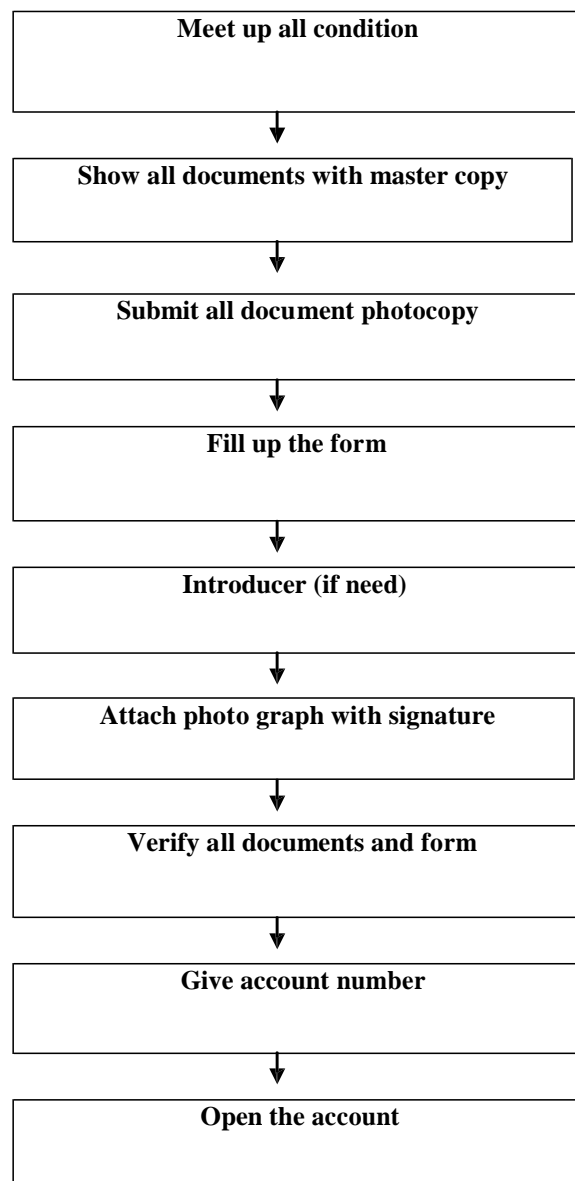 Meet up all condition
Show all documents with master copy
Submit all document photocopy
Fill up the form
Introducer (if need)
Attach photo graph with signature
Verify all documents and form
Give account number
Open the account